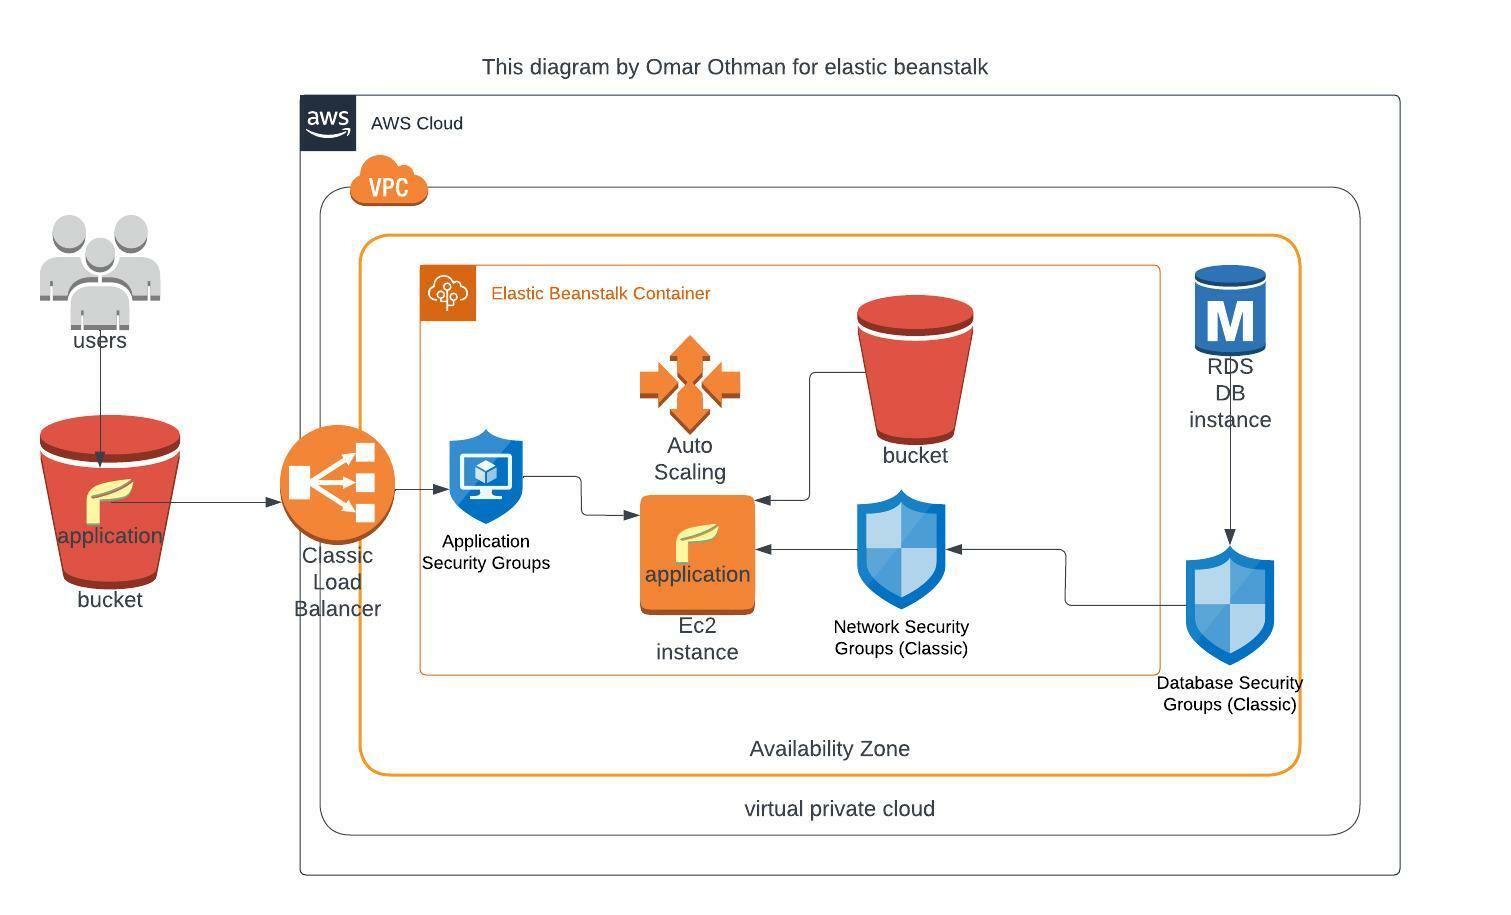 This diagram by Omar Othman for elastic beanstalk
aws
AWS Cloud
VPC
users
application
bucket
Classic
Load
Balancer
Elastic Beanstalk Container
Application
Security Groups
Auto
Scaling
application
Ec2
instance
bucket
Network Security
Groups (Classic)
M
RDS
DB
instance
Database Security
Groups (Classic)
Availability Zone
virtual private cloud